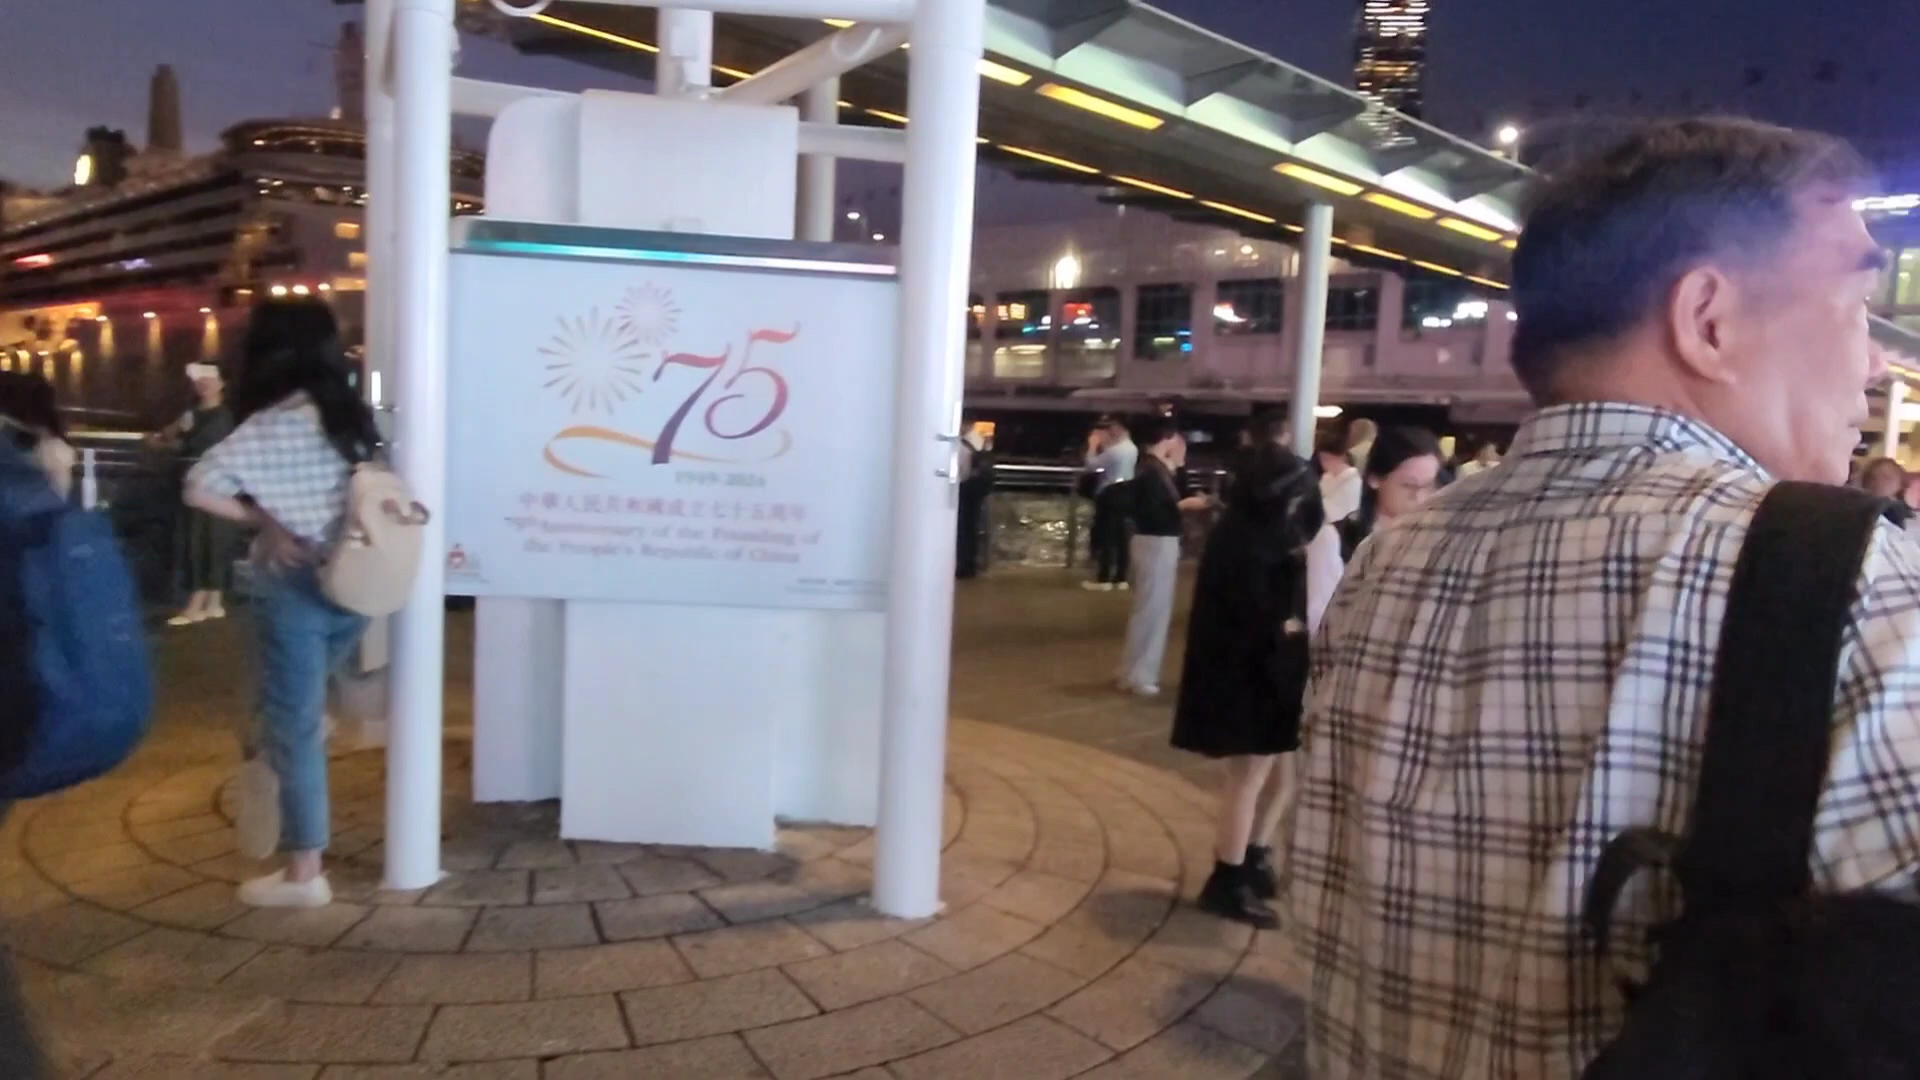 75
1949-2024
中華人民共和國成立七十五周年
75th Anniversary of the Founding of
the People's Republic of China